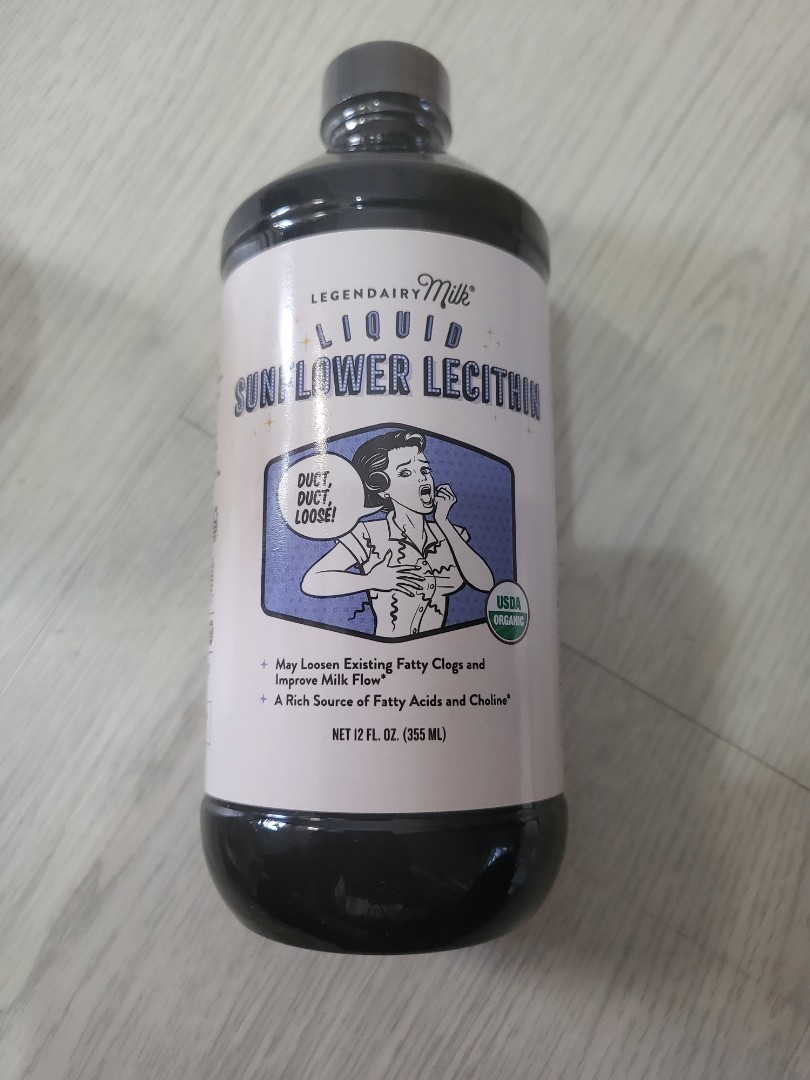 LEGENDAIRY Milk®
LIQUID
SUNFLOWER LECITHIN
DUCT,
DUCT,
LOOSE!
USDA
ORGANIC
May Loosen Existing Fatty Clogs and
Improve Milk Flow*
A Rich Source of Fatty Acids and Choline*
NET 12 FL. OZ. (355 ML)